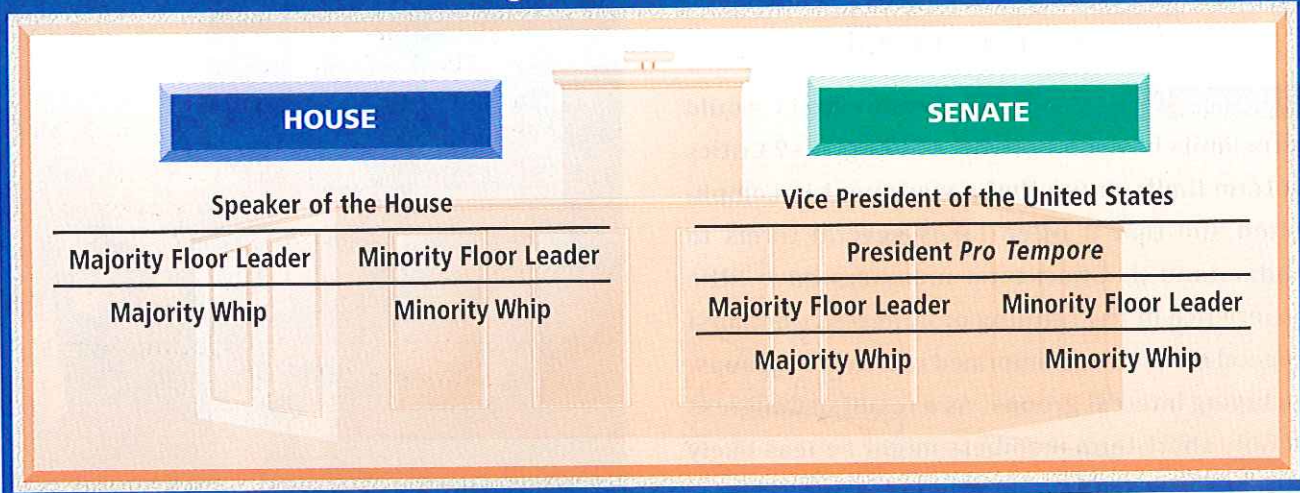 HOUSE
Speaker of the House
Majority Floor Leader Minority Floor Leader
Majority Whip Minority Whip
SENATE
Vice President of the United States
President Pro Tempore
Majority Floor Leader Minority Floor Leader
Majority Whip Minority Whip